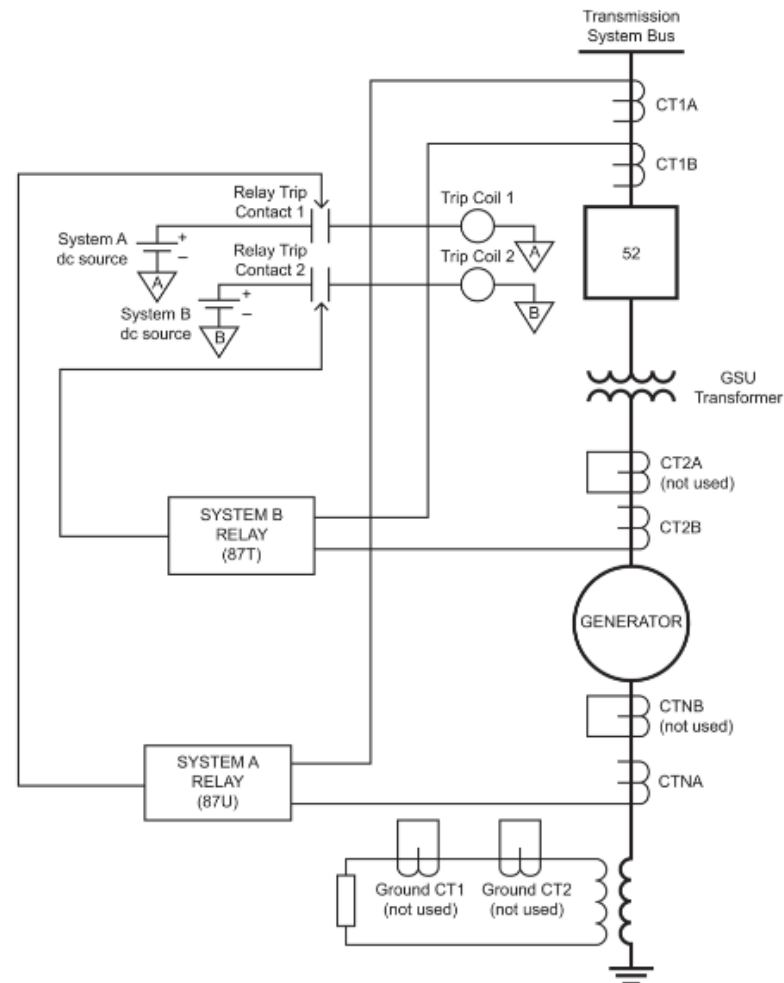 Transmission
System Bus
CT1A
CT1B
Relay Trip
Contact 1
Trip Coil 1
System A
dc source
+
–
A
A
Relay Trip
Contact 2
Trip Coil 2
52
System B
dc source
+
–
B
B
GSU
Transformer
CT2A
(not used)
SYSTEM B
RELAY
(87T)
CT2B
GENERATOR
CTNB
(not used)
SYSTEM A
RELAY
(87U)
CTNA
Ground CT1
(not used)
Ground CT2
(not used)